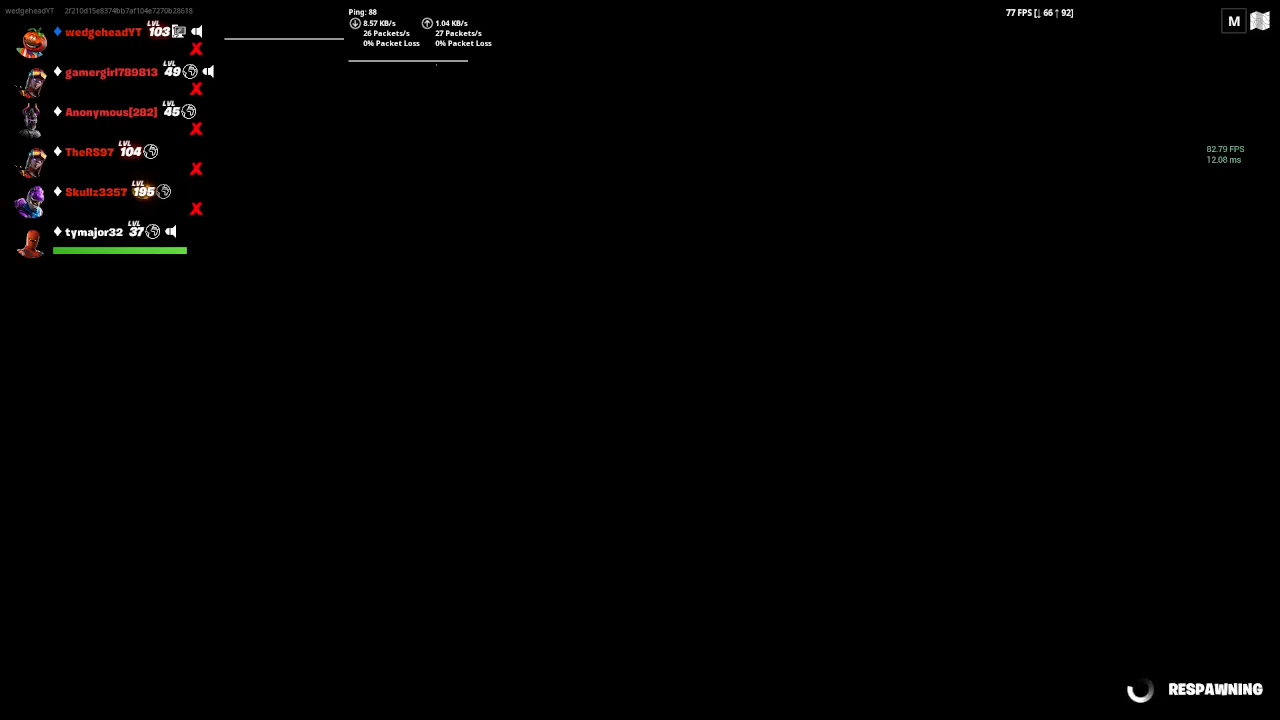 wedgeheadYT 2f210d15e8374bb7af104e7270b28618
wedgeheadYT LVL 103
X
gamergirl789813 LVL 49
X
Anonymous[282] LVL 45
X
TheRS97 LVL 104
X
Skullz3357 LVL 195
X
tymajor32 LVL 37
Ping: 88
8.57 KB/s 1.04 KB/s
26 Packets/s 27 Packets/s
0% Packet Loss 0% Packet Loss
77 FPS [↓ 66 ↑ 92]
M
82.79 FPS
12.08 ms
RESPAWNING